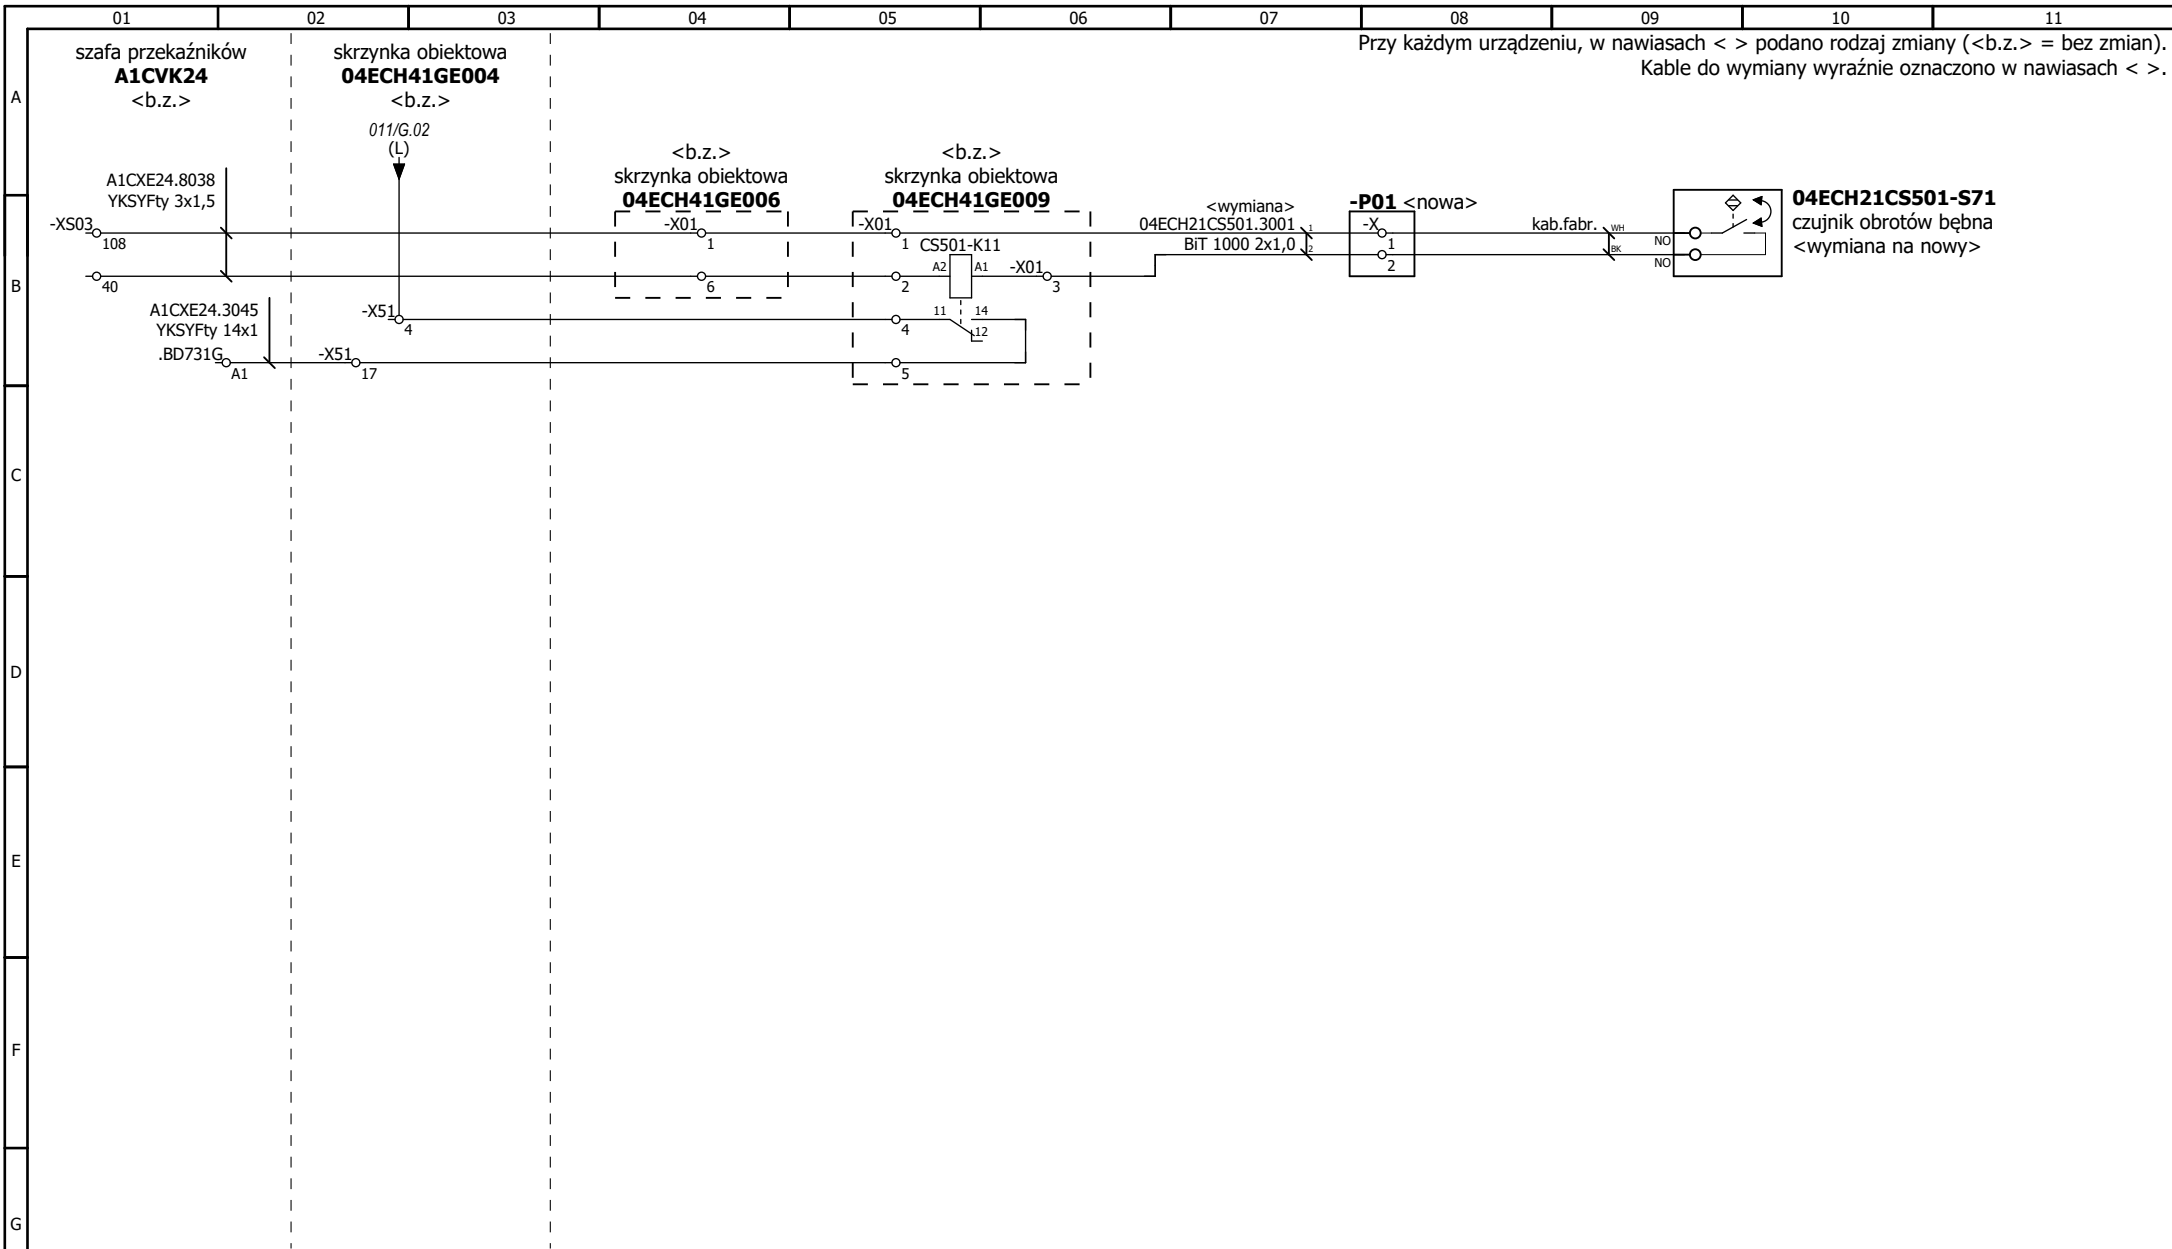 01 02 03 04 05 06 07 08 09 10 11
Przy każdym urządzeniu, w nawiasach < > podano rodzaj zmiany (<b.z.> = bez zmian).
Kable do wymiany wyraźnie oznaczono w nawiasach < >.
szafa przekaźników
A1CVK24
<b.z.>
skrzynka obiektowa
04ECH41GE004
<b.z.>
011/G.02
(L)
A
<b.z.>
skrzynka obiektowa
04ECH41GE006
<b.z.>
skrzynka obiektowa
04ECH41GE009
A1CXE24.8038
YKSYFty 3x1,5
-XS03
108
40
-X01
1
6
-X01
1
CS501-K11
A2
A1
-X01
2
3
<wymiana>
04ECH21CS501.3001
1
BiT 1000 2x1,0
2
-P01 <nowa>
-X
1
2
kab.fabr.
WH
BK
NO
NO
04ECH21CS501-S71
czujnik obrotów bębna
<wymiana na nowy>
B
A1CXE24.3045
YKSYFty 14x1
.BD731G
A1
-X51
4
-X51
17
11
14
12
4
5
C
D
E
F
G